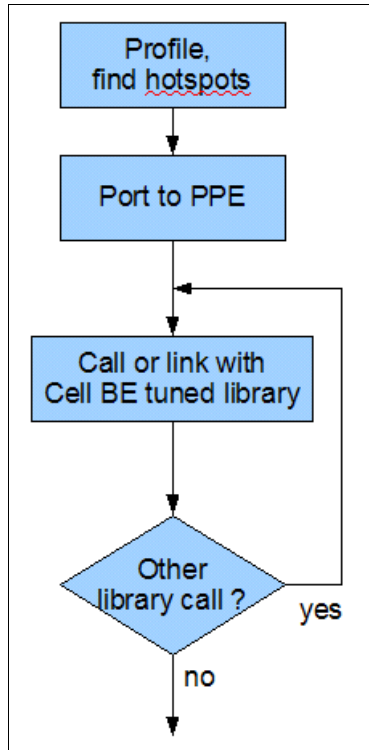 Profile,
find hotspots
Port to PPE
Call or link with
Cell BE tuned library
Other
library call ?
yes
no